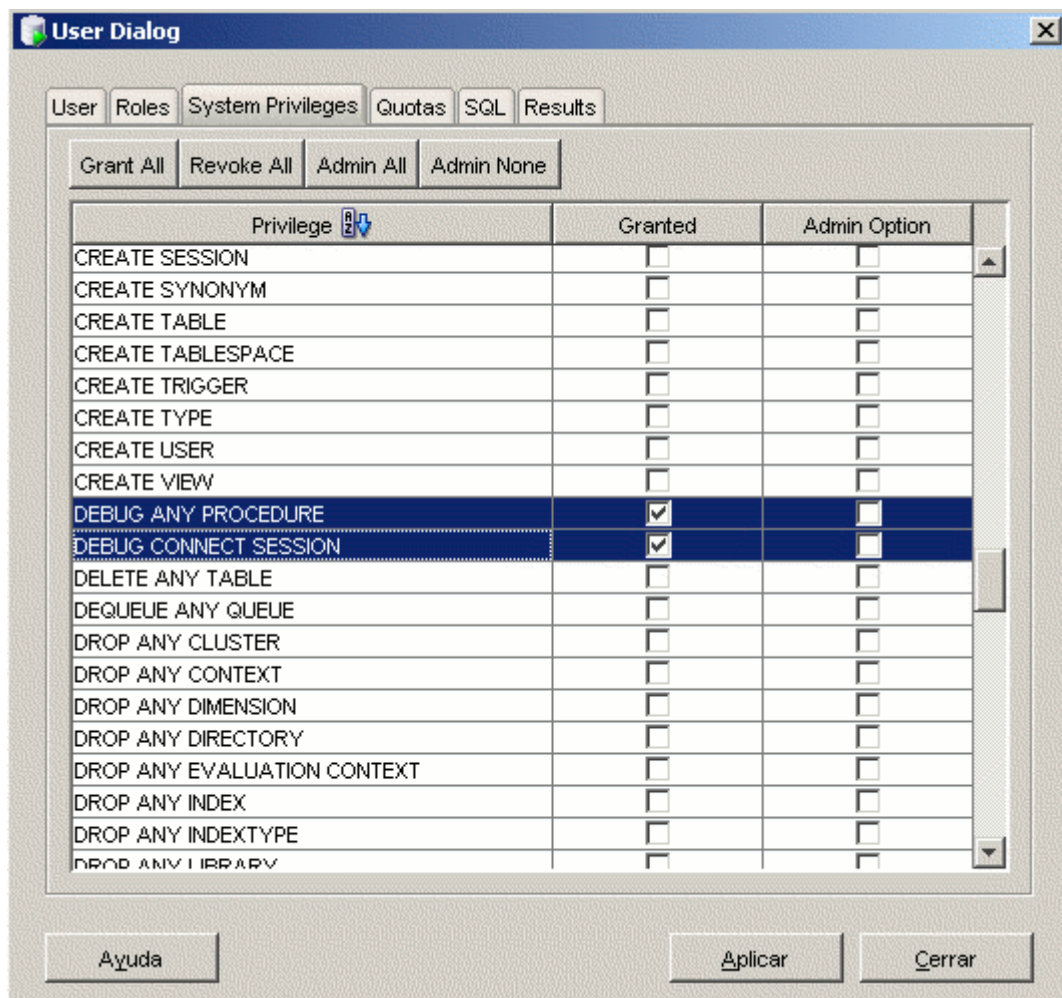 User Dialog
User Roles System Privileges Quotas SQL Results
Grant All Revoke All Admin All Admin None
Privilege Granted Admin Option
CREATE SESSION
CREATE SYNONYM
CREATE TABLE
CREATE TABLESPACE
CREATE TRIGGER
CREATE TYPE
CREATE USER
CREATE VIEW
DEBUG ANY PROCEDURE
DEBUG CONNECT SESSION
DELETE ANY TABLE
DEQUEUE ANY QUEUE
DROP ANY CLUSTER
DROP ANY CONTEXT
DROP ANY DIMENSION
DROP ANY DIRECTORY
DROP ANY EVALUATION CONTEXT
DROP ANY INDEX
DROP ANY INDEXTYPE
DROP ANY LIBRARY
Ayuda Aplicar Cerrar